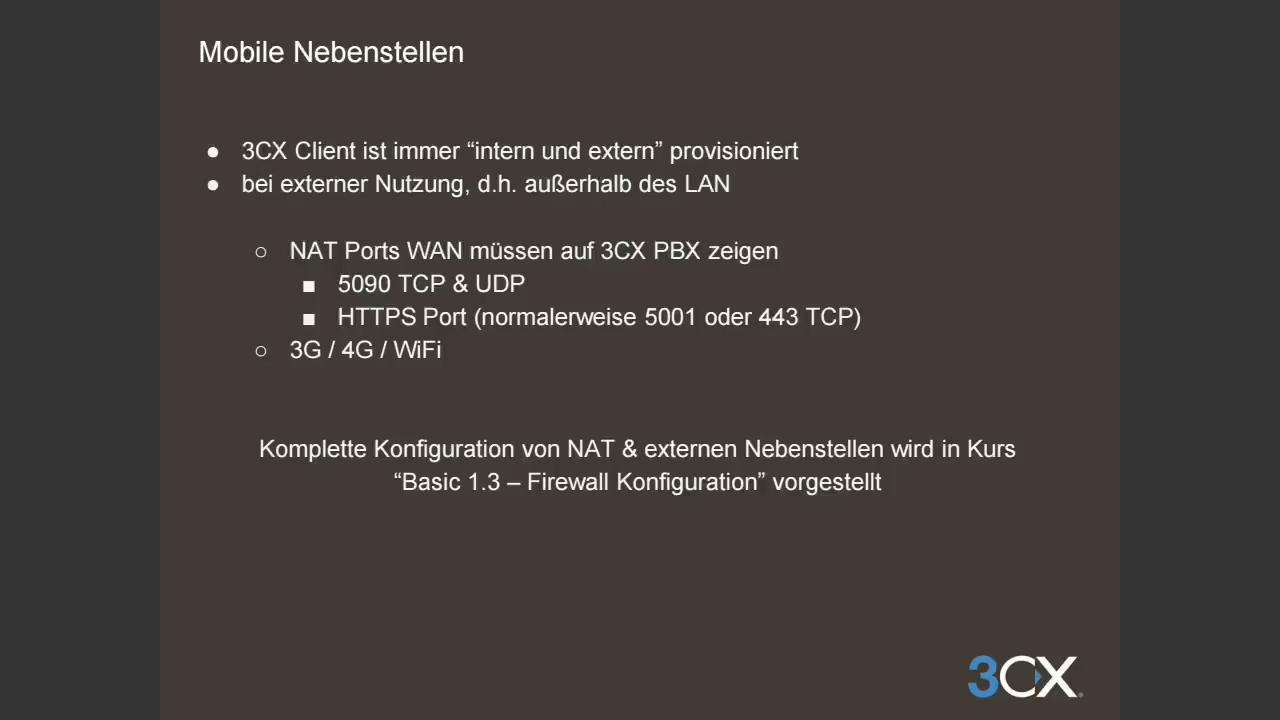 Mobile Nebenstellen
● 3CX Client ist immer “intern und extern” provisioniert
● bei externer Nutzung, d.h. außerhalb des LAN
○ NAT Ports WAN müssen auf 3CX PBX zeigen
■ 5090 TCP & UDP
■ HTTPS Port (normalerweise 5001 oder 443 TCP)
○ 3G / 4G / WiFi
Komplette Konfiguration von NAT & externen Nebenstellen wird in Kurs
“Basic 1.3 – Firewall Konfiguration” vorgestellt
3CX®